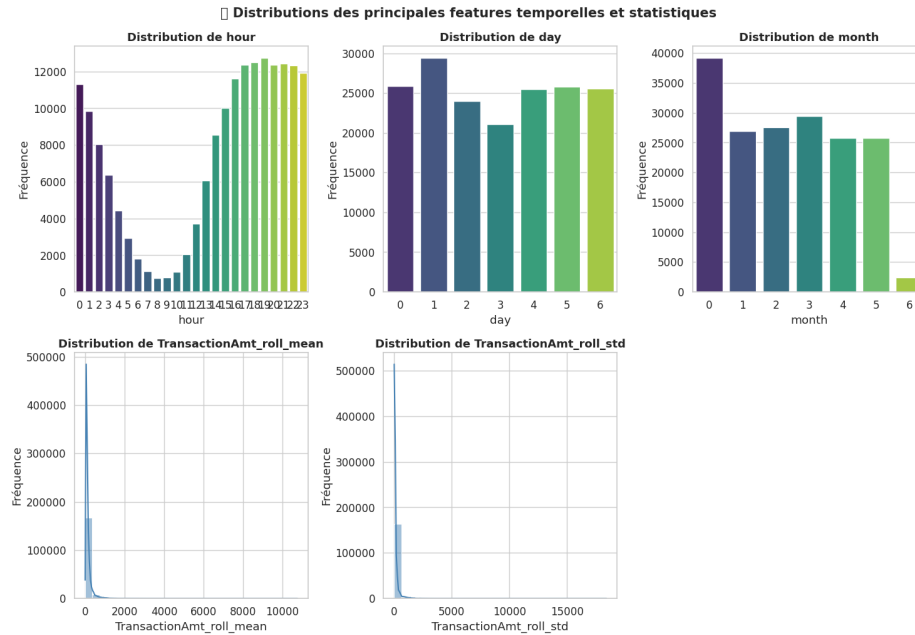 ▯ Distributions des principales features temporelles et statistiques
Distribution de hour
Fréquence
12000
10000
8000
6000
4000
2000
0
0 1 2 3 4 5 6 7 8 9 10 11 12 13 14 15 16 17 18 19 20 21 22 23
hour
Distribution de day
Fréquence
30000
25000
20000
15000
10000
5000
0
0 1 2 3 4 5 6
day
Distribution de month
Fréquence
40000
35000
30000
25000
20000
15000
10000
5000
0
0 1 2 3 4 5 6
month
Distribution de TransactionAmt_roll_mean
Fréquence
500000
400000
300000
200000
100000
0
0 2000 4000 6000 8000 10000
TransactionAmt_roll_mean
Distribution de TransactionAmt_roll_std
Fréquence
500000
400000
300000
200000
100000
0
0 5000 10000 15000
TransactionAmt_roll_std